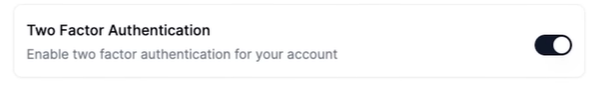 Two Factor Authentication
Enable two factor authentication for your account